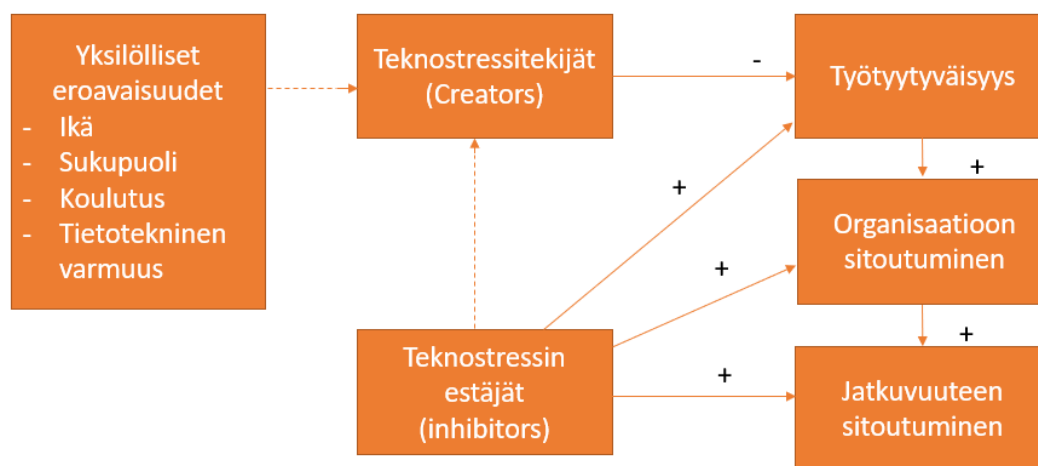 Yksilölliset
eroavaisuudet
- Ikä
- Sukupuoli
- Koulutus
- Tietotekninen
varmuus
Teknostressitekijät
(Creators)
-
Työtyytyväisyys
+
+
Organisaatioon
sitoutuminen
+
+
Teknostressin
estäjät
(inhibitors)
+
Jatkuvuuteen
sitoutuminen